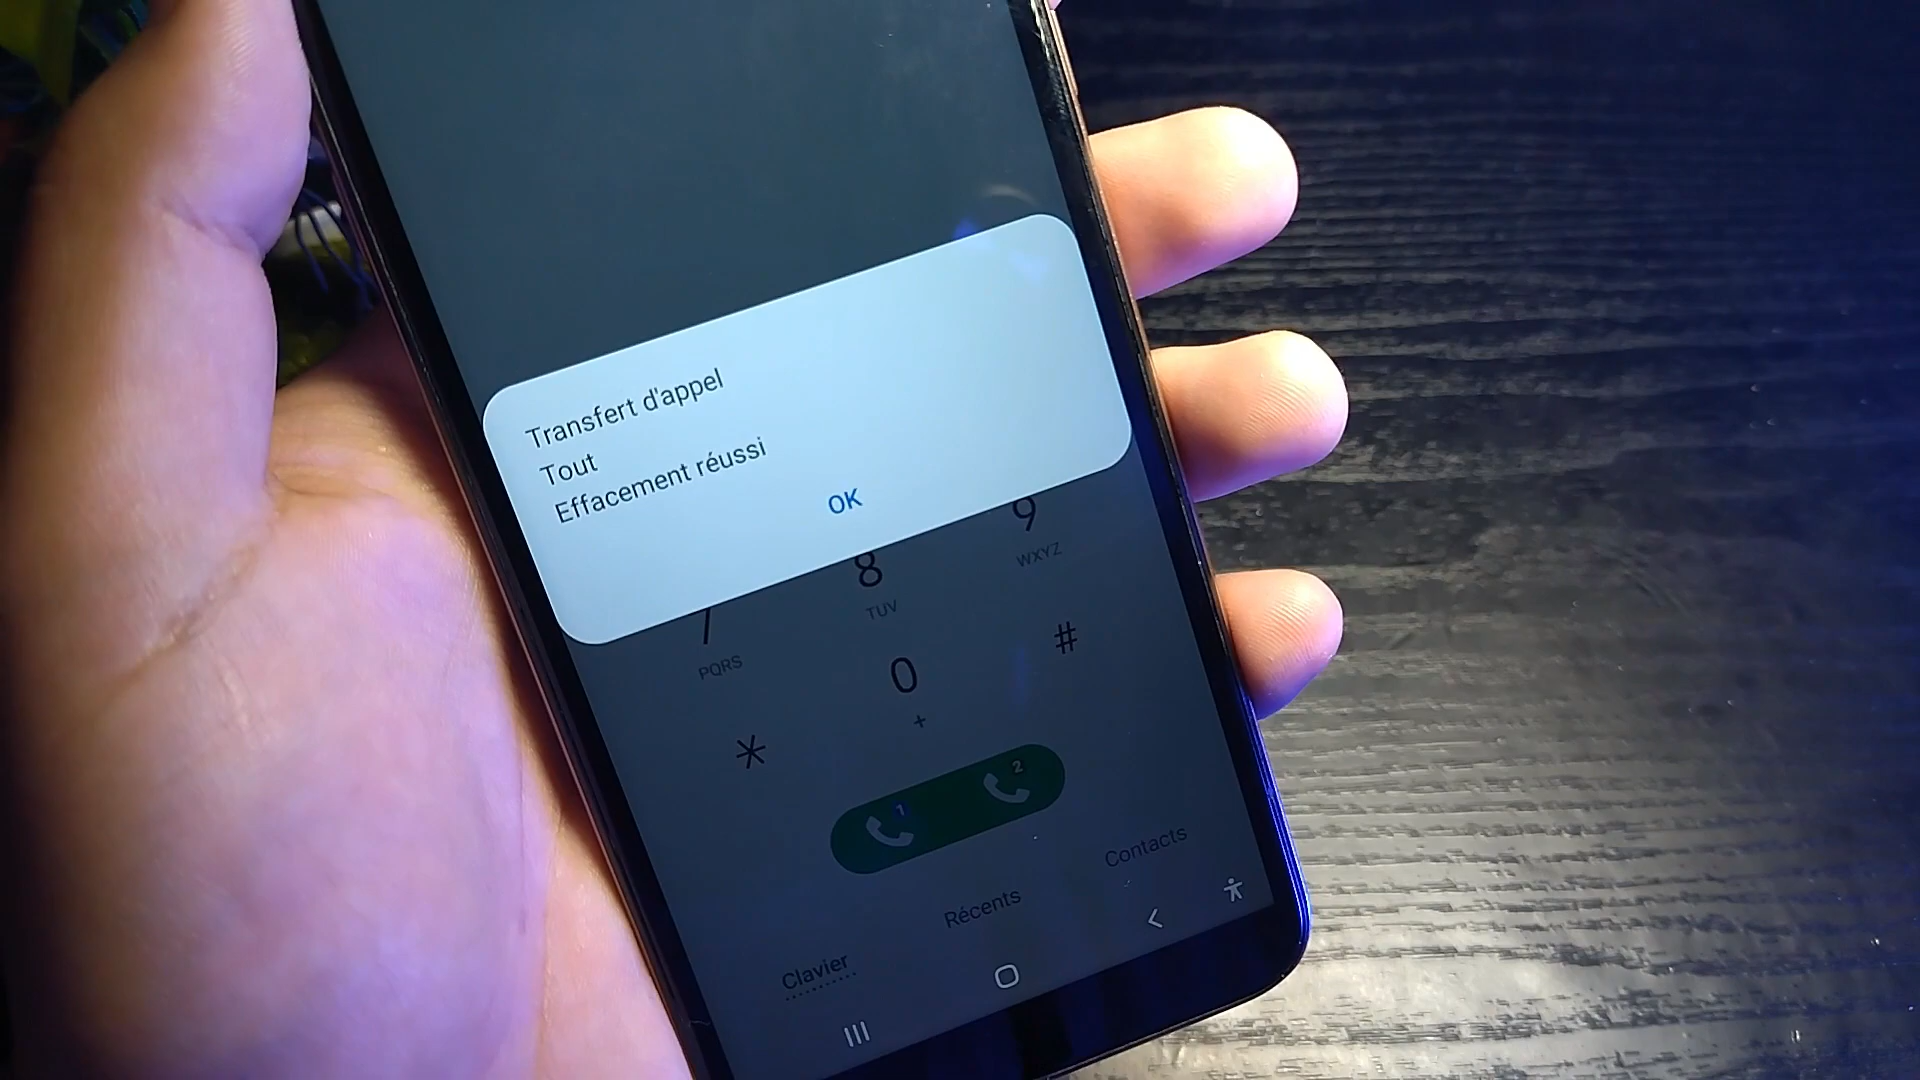 Transfert d'appel
Tout
Effacement réussi
OK
7 8 9
PQRS TUV WXYZ
* 0 #
+
1 2
Clavier Récents Contacts